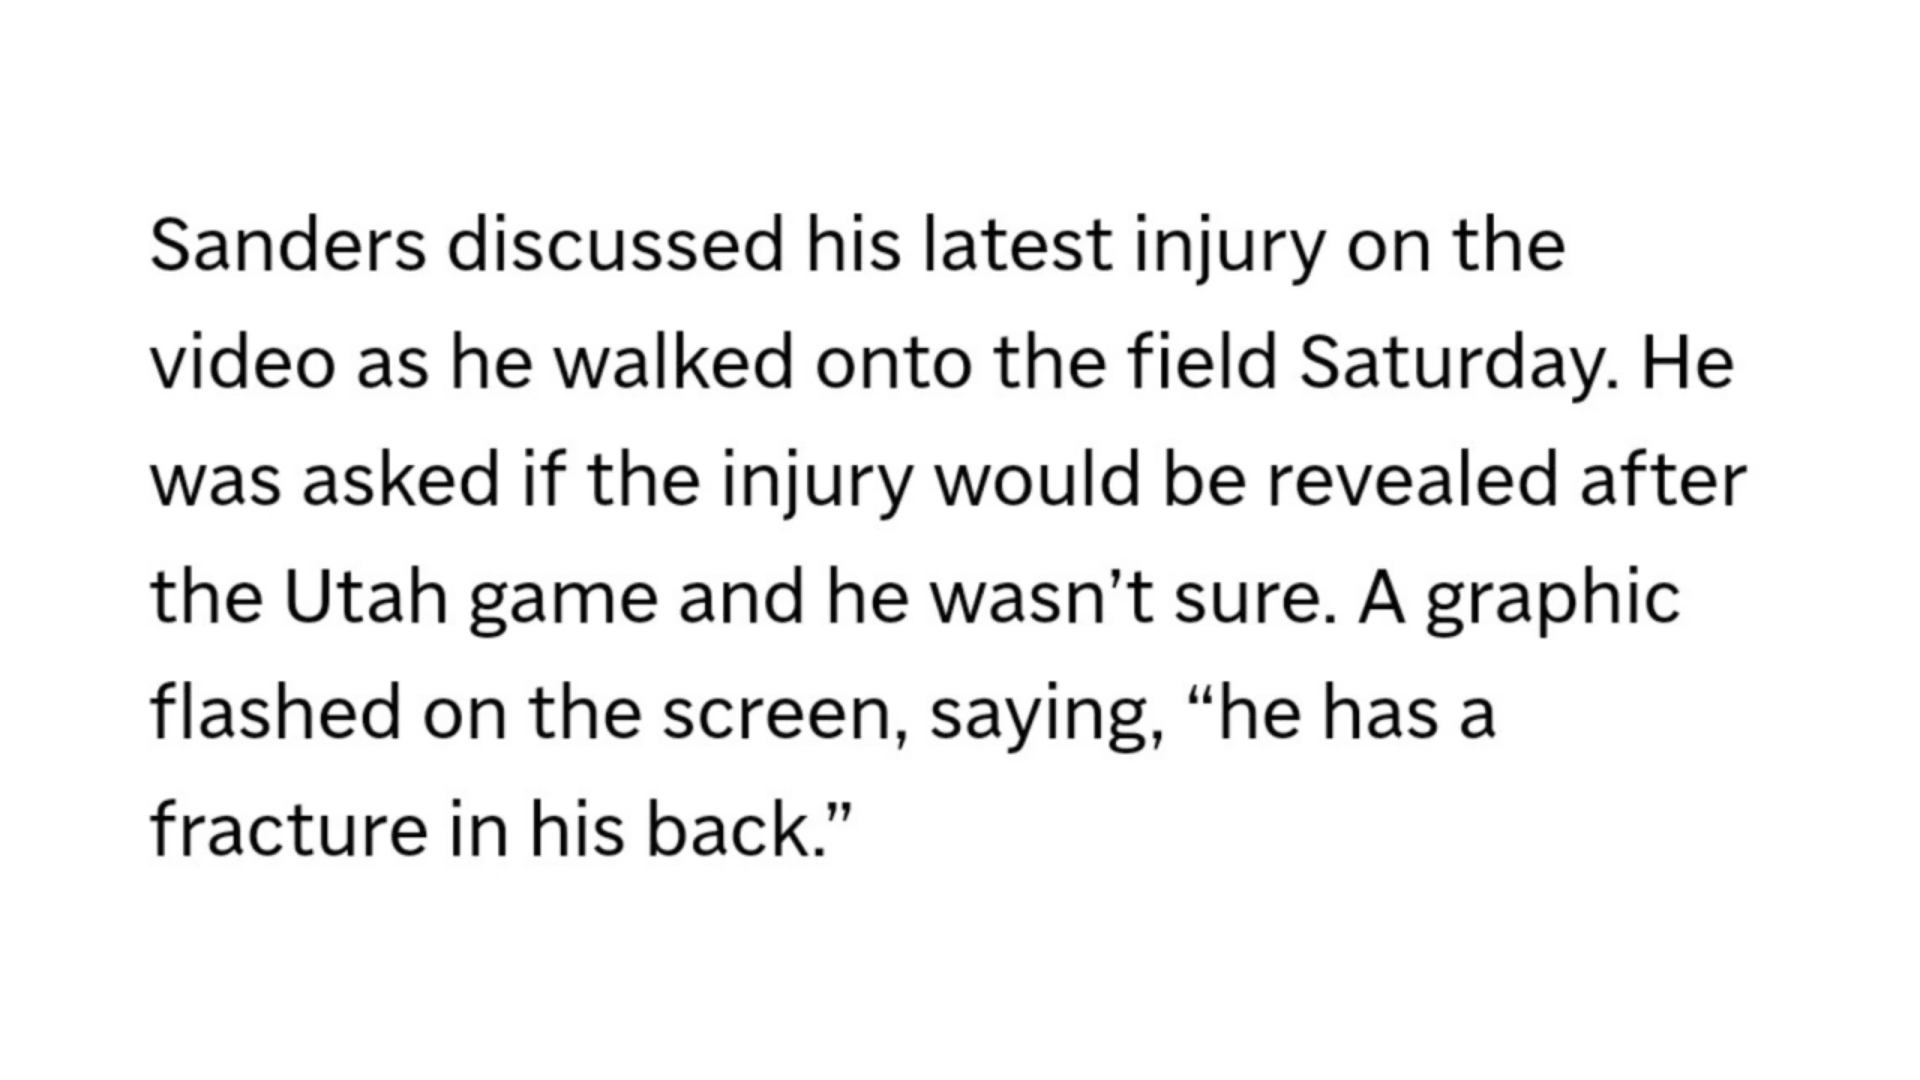 Sanders discussed his latest injury on the
video as he walked onto the field Saturday. He
was asked if the injury would be revealed after
the Utah game and he wasn’t sure. A graphic
flashed on the screen, saying, “he has a
fracture in his back.”